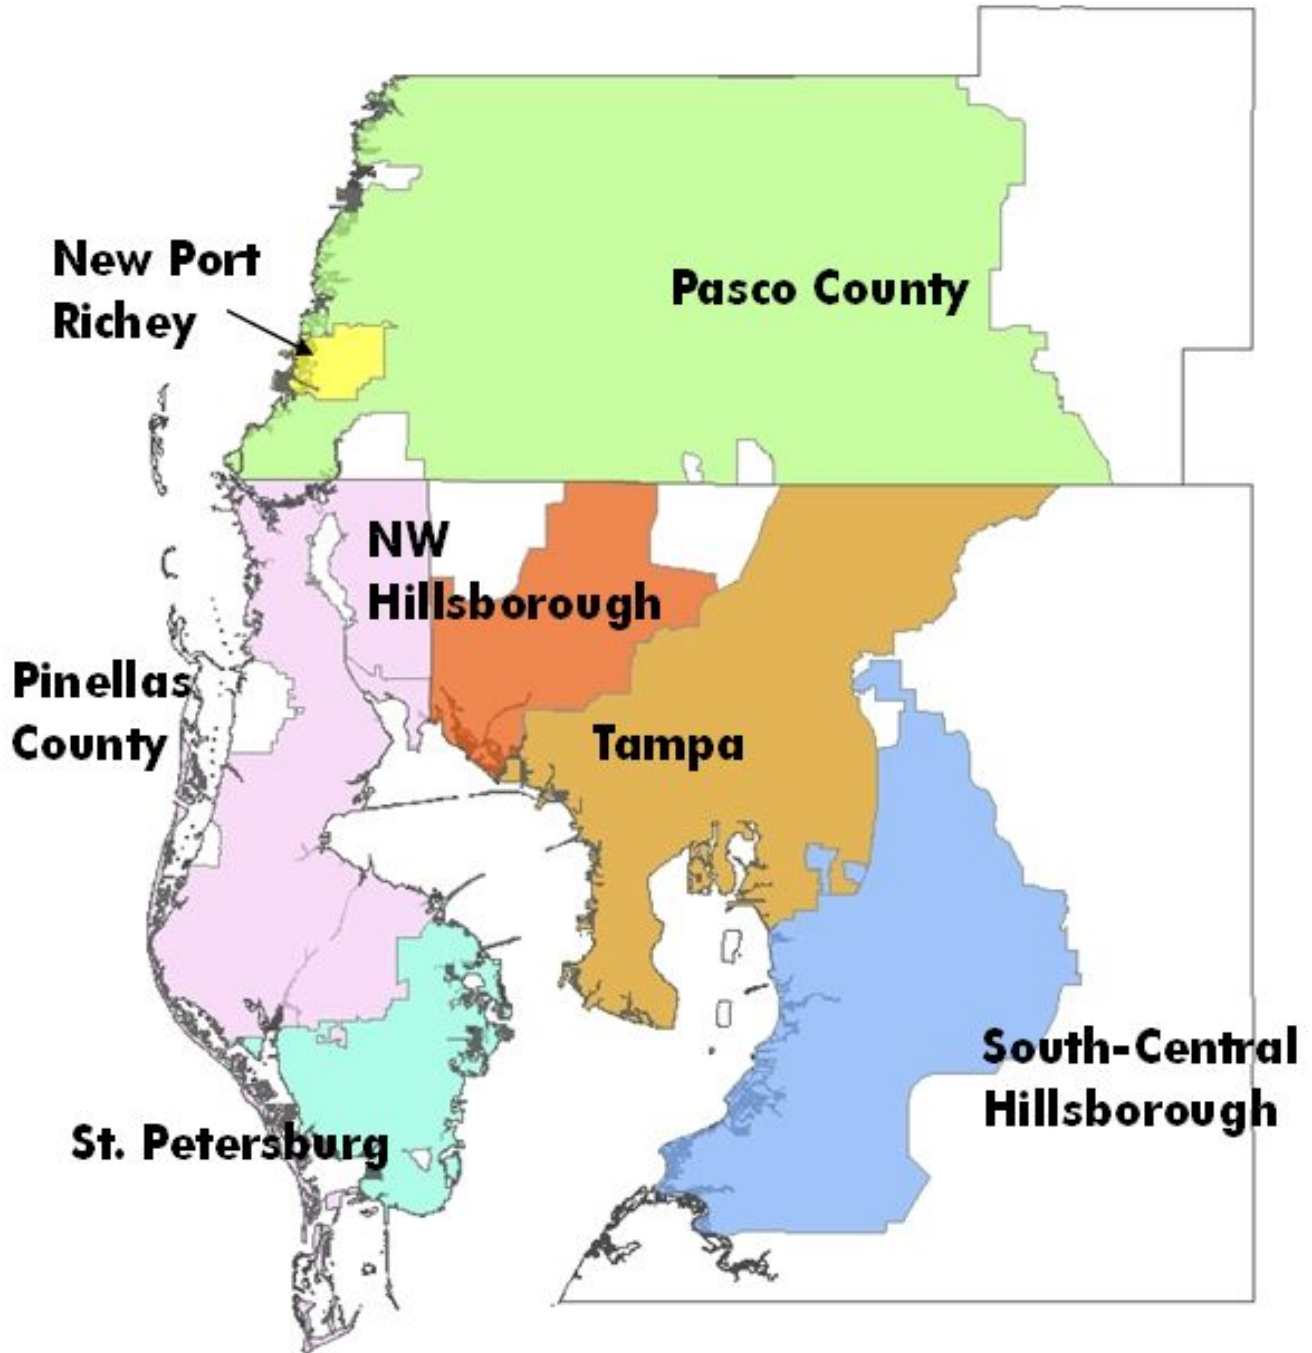 New Port
Richey
Pasco County
NW
Hillsborough
Pinellas
County
Tampa
South-Central
Hillsborough
St. Petersburg